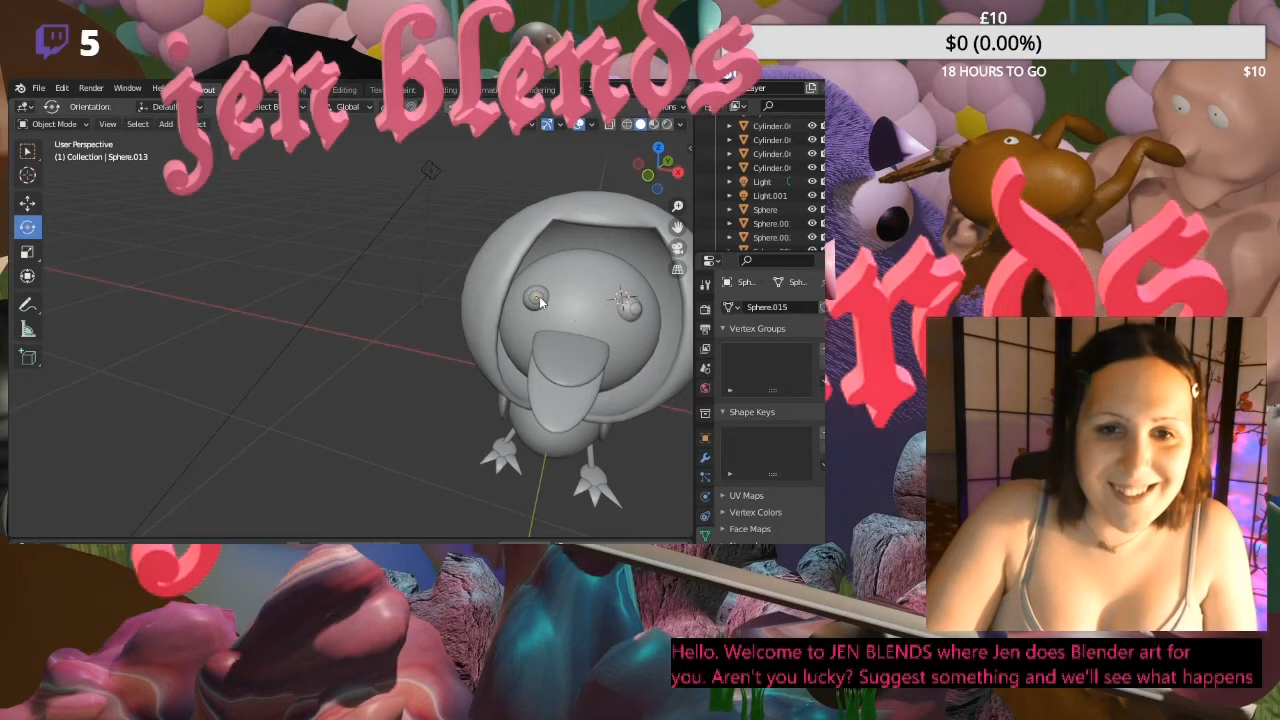 5
jen blends
£10
$0 (0.00%)
18 HOURS TO GO
$10
File Edit Render Window
Editing
Orientation:
Global
Object Mode
View Select Add
User Perspective
(1) Collection | Sphere.013
Z
Y
X
Cylinder.0
Cylinder.0
Cylinder.0
Cylinder.0
Light
Light.001
Sphere
Sphere.00
Sphere.00
Sph...
Sph...
Sphere.015
Vertex Groups
Shape Keys
UV Maps
Vertex Colors
Face Maps
Hello. Welcome to JEN BLENDS where Jen does Blender art for
you. Aren't you lucky? Suggest something and we'll see what happens